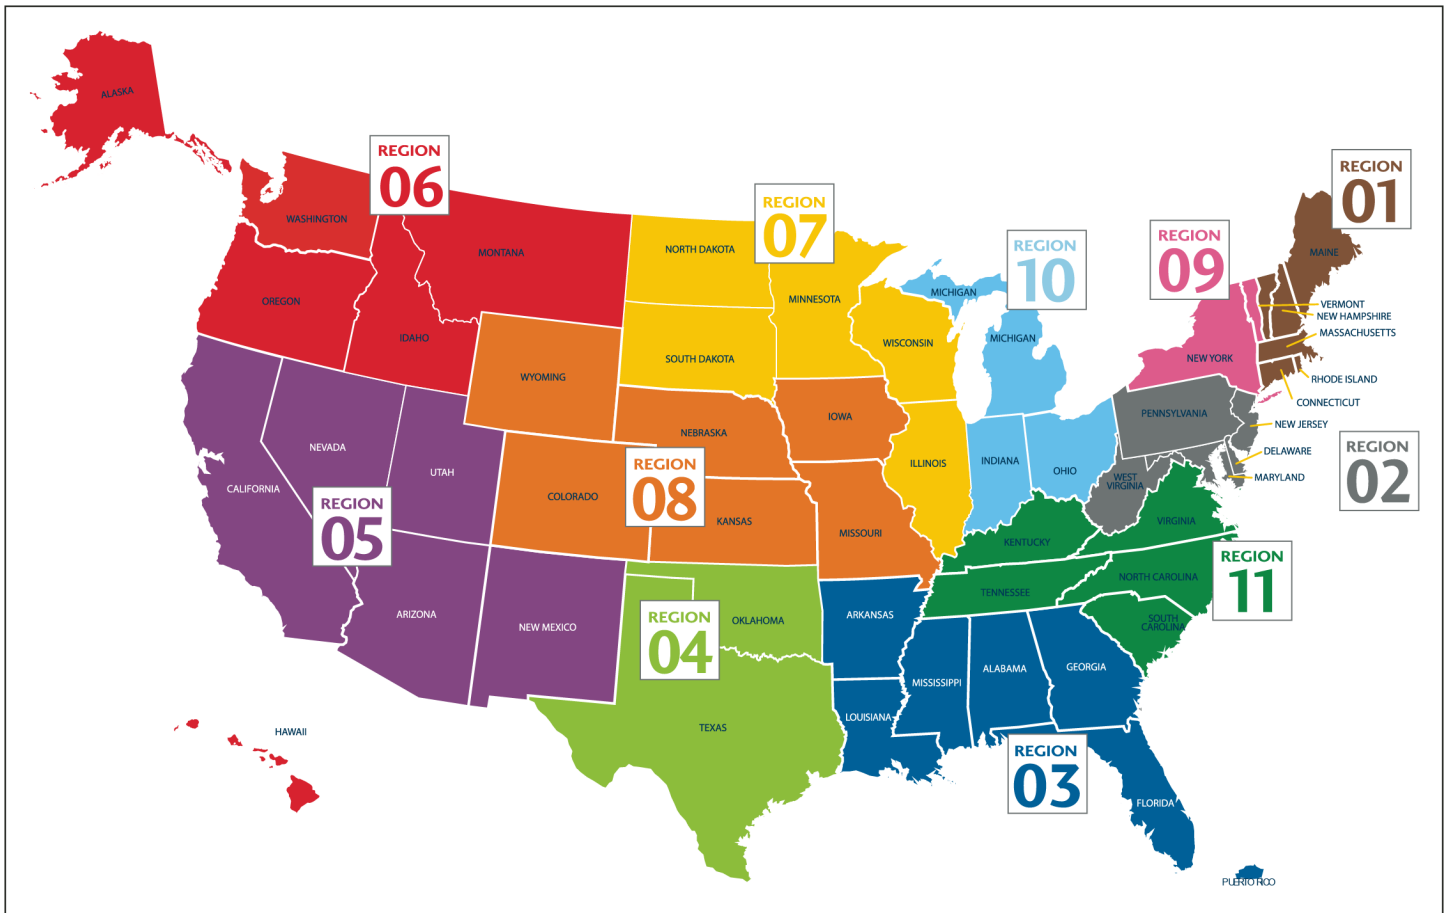 ALASKA
REGION
06
WASHINGTON
MONTANA
OREGON
IDAHO
REGION
07
NORTH DAKOTA
MINNESOTA
SOUTH DAKOTA
WISCONSIN
ILLINOIS
REGION
10
MICHIGAN
MICHIGAN
INDIANA
OHIO
REGION
09
NEW YORK
REGION
01
MAINE
VERMONT
NEW HAMPSHIRE
MASSACHUSETTS
RHODE ISLAND
CONNECTICUT
REGION
02
PENNSYLVANIA
NEW JERSEY
DELAWARE
MARYLAND
WEST
VIRGINIA
WYOMING
NEBRASKA
IOWA
REGION
08
COLORADO
KANSAS
MISSOURI
NEVADA
UTAH
CALIFORNIA
REGION
05
ARIZONA
NEW MEXICO
REGION
04
OKLAHOMA
TEXAS
KENTUCKY
VIRGINIA
REGION
11
NORTH CAROLINA
TENNESSEE
SOUTH
CAROLINA
ARKANSAS
MISSISSIPPI
ALABAMA
GEORGIA
LOUISIANA
REGION
03
FLORIDA
PUERTO RICO
HAWAII